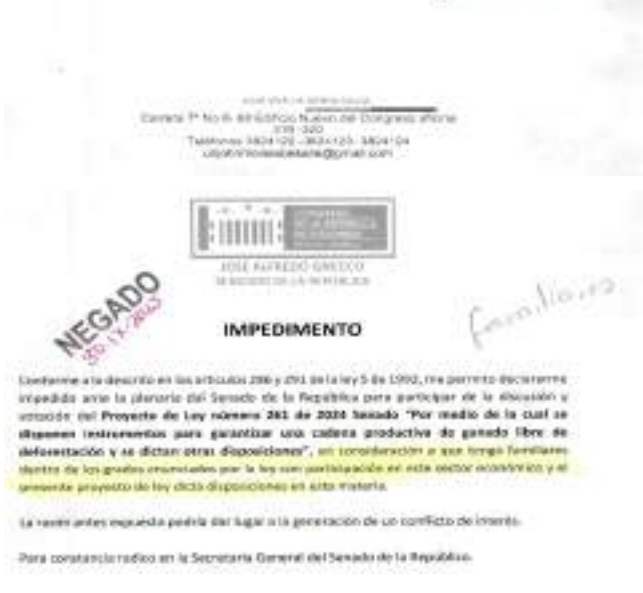 Carrera 7ª No 8-68 Edificio Nuevo del Congreso oficina
JOSE ALFREDO GNECCO
SENADOR DE LA REPÚBLICA
NEGADO
familiares
IMPEDIMENTO
Conforme a lo descrito en los artículos 286 y 291 de la ley 5 de 1992, me permito declararme
impedido ante la plenaria del Senado de la República para participar de la discusión y
votación del Proyecto de Ley número 261 de 2024 Senado "Por medio de la cual se
disponen instrumentos para garantizar una cadena productiva de ganado libre de
deforestación y se dictan otras disposiciones", en consideración a que tengo familiares
dentro de los grados enunciados por la ley con participación en este sector económico y el
presente proyecto de ley dicta disposiciones en esta materia.
La razón antes expuesta podría dar lugar a la generación de un conflicto de interés.
Para constancia radico en la Secretaría General del Senado de la República.